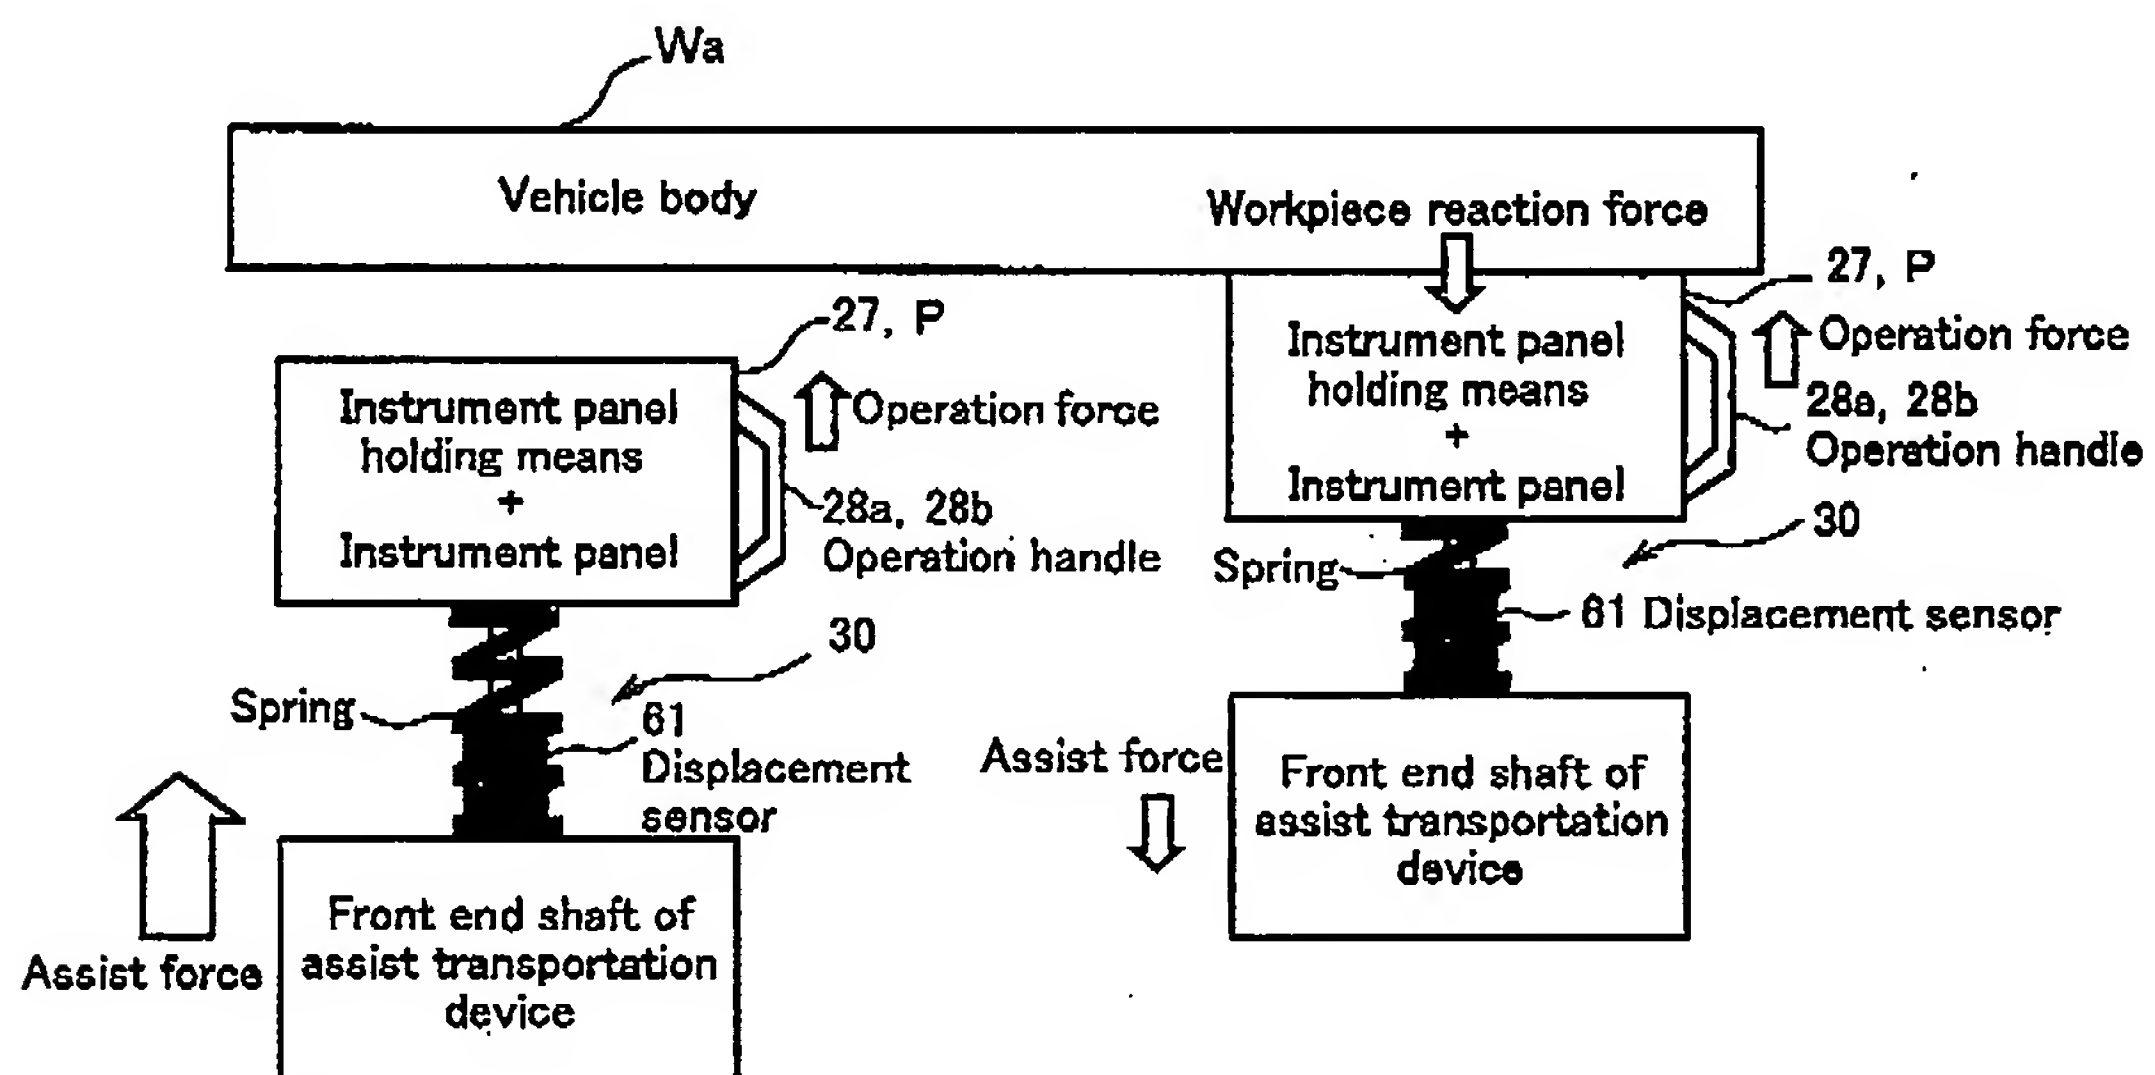 Wa
Vehicle body
Workpiece reaction force
27, P
Operation force
28a, 28b
Operation handle
Instrument panel
holding means
+
Instrument panel
Spring
30
61 Displacement sensor
Assist force
Front end shaft of
assist transportation
device
27, P
Operation force
28a, 28b
Operation handle
Instrument panel
holding means
+
Instrument panel
30
Spring
61
Displacement
sensor
Assist force
Front end shaft of
assist transportation
device